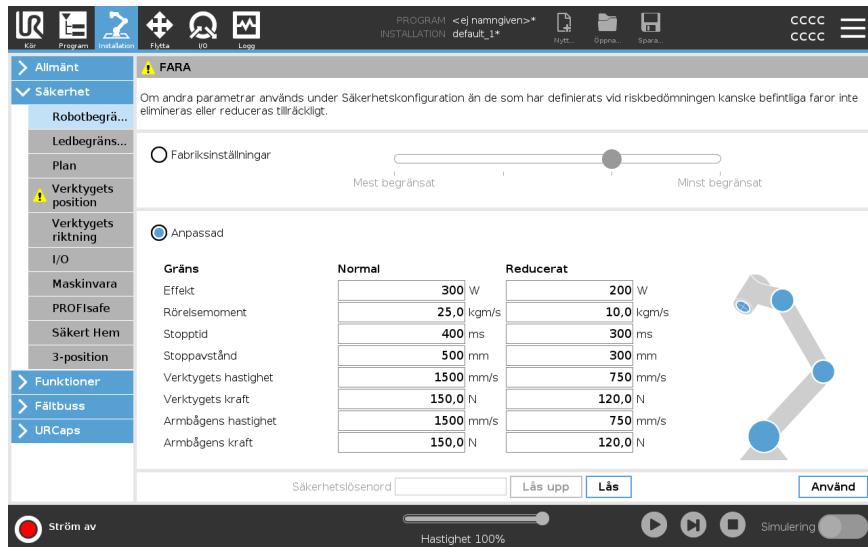 UR
PROGRAM <ej namngiven>*
INSTALLATION default_1*
cccc
cccc
Kör Program Installation Flytta I/O Logg Nytt... Öppna... Spara...
Allmänt
Säkerhet
Robotbegrä...
Ledbegräns...
Plan
Verktygets
position
Verktygets
riktning
I/O
Maskinvara
PROFIsafe
Säkert Hem
3-position
Funktioner
Fältbuss
URCaps
FARA
Om andra parametrar används under Säkerhetskonfiguration än de som har definierats vid riskbedömningen kanske befintliga faror inte
elimineras eller reduceras tillräckligt.
Fabriksinställningar
Mest begränsat Minst begränsat
Anpassad
Gräns Normal Reducerat
Effekt 300 W 200 W
Rörelsemoment 25,0 kgm/s 10,0 kgm/s
Stopptid 400 ms 300 ms
Stoppavstånd 500 mm 300 mm
Verktygets hastighet 1500 mm/s 750 mm/s
Verktygets kraft 150,0 N 120,0 N
Armbågens hastighet 1500 mm/s 750 mm/s
Armbågens kraft 150,0 N 120,0 N
Säkerhetslösenord Lås upp Lås Använd
Ström av
Hastighet 100%
Simulering